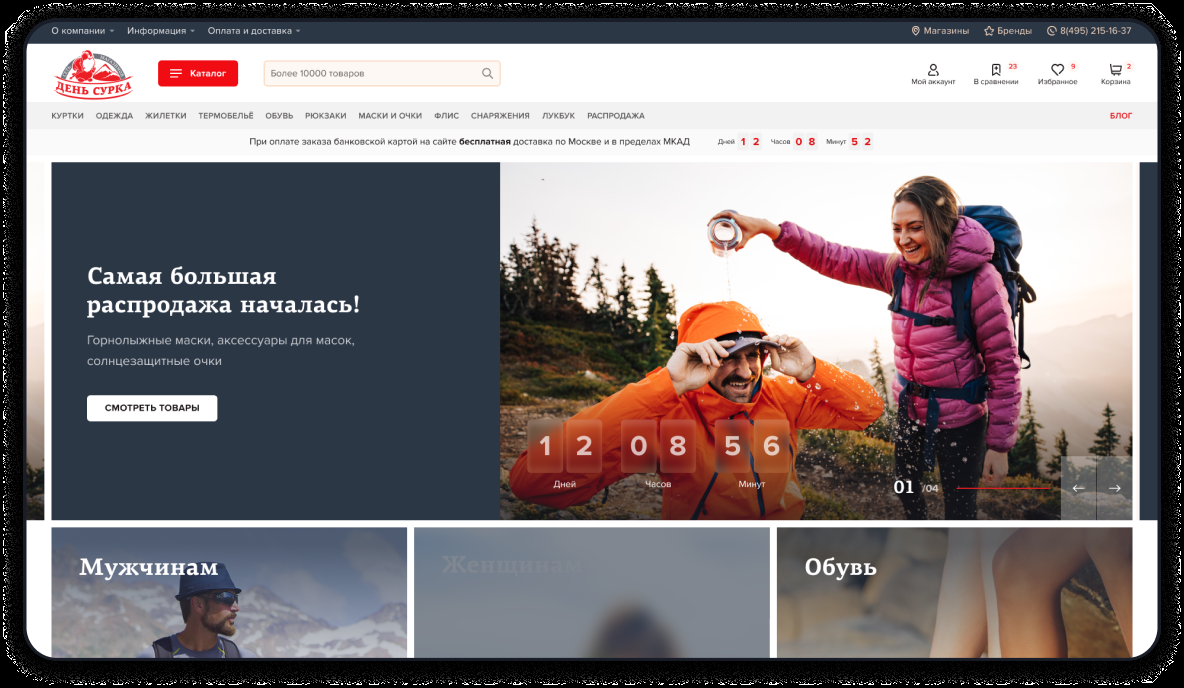 О компании
Информация
Оплата и доставка
Магазины
Бренды
8(495) 215-16-37
ДЕНЬ СУРКА
Каталог
Более 10000 товаров
Мой аккаунт
23
В сравнении
9
Избранное
2
Корзина
КУРТКИ
ОДЕЖДА
ЖИЛЕТКИ
ТЕРМОБЕЛЬЁ
ОБУВЬ
РЮКЗАКИ
МАСКИ И ОЧКИ
ФЛИС
СНАРЯЖЕНИЯ
ЛУКБУК
РАСПРОДАЖА
БЛОГ
При оплате заказа банковской картой на сайте бесплатная доставка по Москве и в пределах МКАД
Дней 1 2
Часов 0 8
Минут 5 2
Самая большая
распродажа началась!
Горнолыжные маски, аксессуары для масок,
солнцезащитные очки
СМОТРЕТЬ ТОВАРЫ
1 2 0 8 5 6
Дней Часов Минут
01 /04
Мужчинам
Женщинам
Обувь